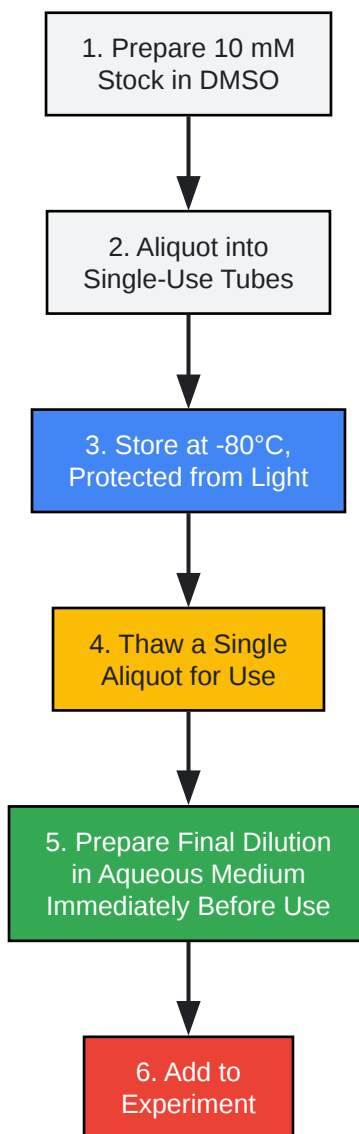 1. Prepare 10 mM
Stock in DMSO
2. Aliquot into
Single-Use Tubes
3. Store at -80°C,
Protected from Light
4. Thaw a Single
Aliquot for Use
5. Prepare Final Dilution
in Aqueous Medium
Immediately Before Use
6. Add to
Experiment